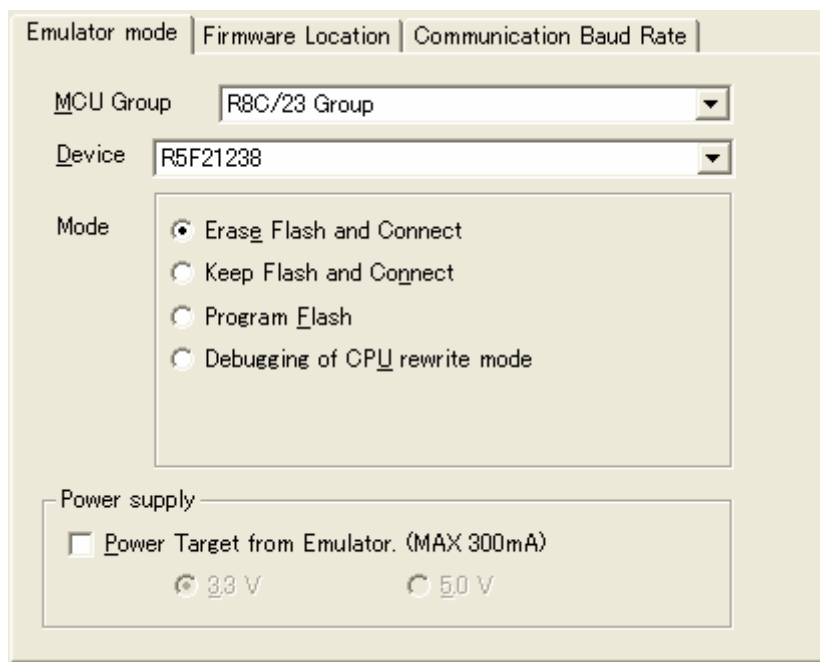 Emulator mode Firmware Location Communication Baud Rate
MCU Group R8C/23 Group
Device R5F21238
Mode
Erase Flash and Connect
Keep Flash and Connect
Program Flash
Debugging of CPU rewrite mode
Power supply
Power Target from Emulator. (MAX 300mA)
3.3 V 5.0 V